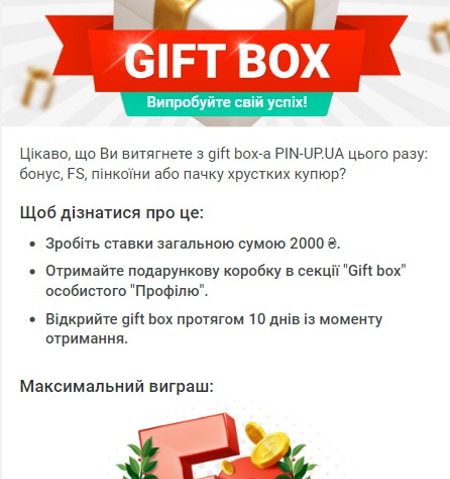 GIFT BOX
Випробуйте свій успіх!
Цікаво, що Ви витягнете з gift box-а PIN-UP.UA цього разу:
бонус, FS, пінкоїни або пачку хрустких купюр?
Щоб дізнатися про це:
• Зробіть ставки загальною сумою 2000 ₴.
• Отримайте подарункову коробку в секції "Gift box"
особистого "Профілю".
• Відкрийте gift box протягом 10 днів із моменту
отримання.
Максимальний виграш: